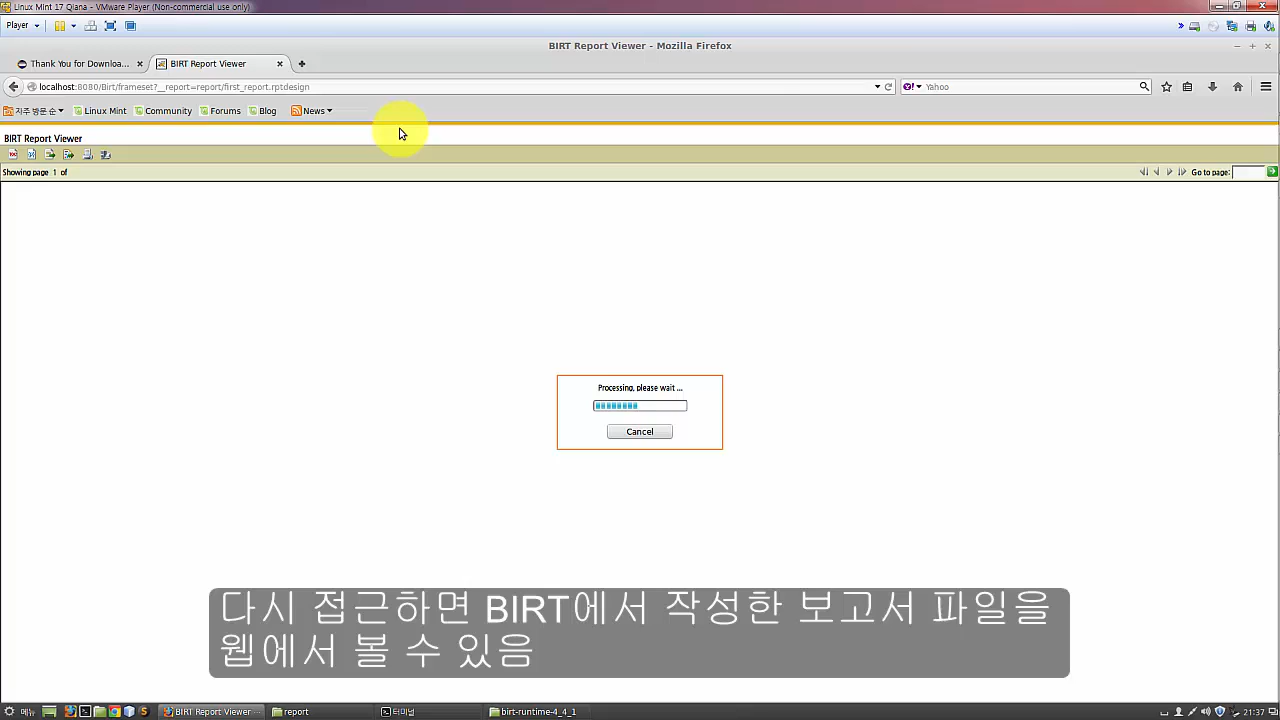 Linux Mint 17 Qiana - VMware Player (Non-commercial use only)
Player
BIRT Report Viewer - Mozilla Firefox
Thank You for Downloa...
BIRT Report Viewer
localhost:8080/Birt/frameset?__report=report/first_report.rptdesign
Yahoo
자주 방문 순
Linux Mint
Community
Forums
Blog
News
BIRT Report Viewer
Showing page 1 of
Go to page:
Processing, please wait ...
Cancel
다시 접근하면 BIRT에서 작성한 보고서 파일을
웹에서 볼 수 있음
메뉴
BIRT Report Viewer ...
report
터미널
birt-runtime-4_4_1
21:37